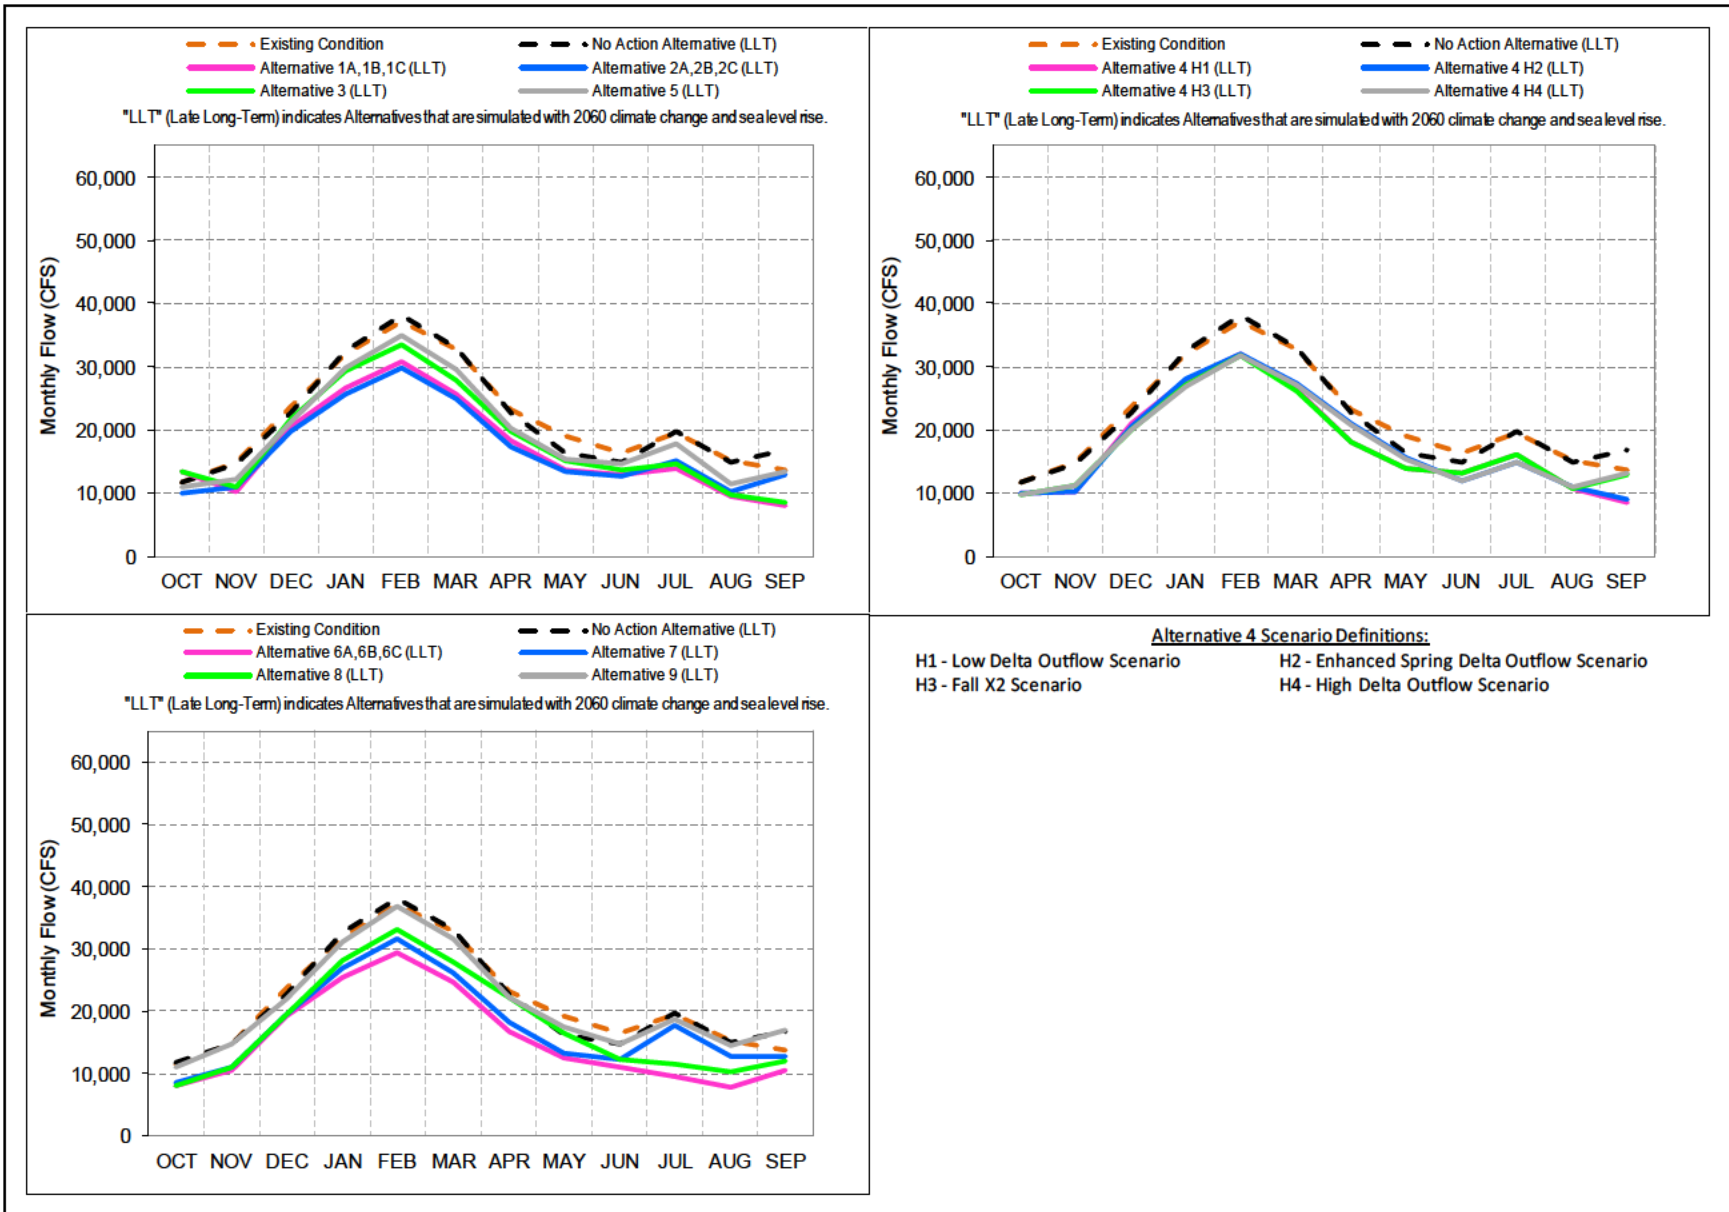 Existing Condition
No Action Alternative (LLT)
Alternative 1A,1B,1C (LLT)
Alternative 2A,2B,2C (LLT)
Alternative 3 (LLT)
Alternative 5 (LLT)
"LLT" (Late Long-Term) indicates Alternatives that are simulated with 2060 climate change and sea level rise.
Monthly Flow (CFS)
60,000
50,000
40,000
30,000
20,000
10,000
0
OCT NOV DEC JAN FEB MAR APR MAY JUN JUL AUG SEP
Existing Condition
No Action Alternative (LLT)
Alternative 4 H1 (LLT)
Alternative 4 H2 (LLT)
Alternative 4 H3 (LLT)
Alternative 4 H4 (LLT)
"LLT" (Late Long-Term) indicates Alternatives that are simulated with 2060 climate change and sea level rise.
Monthly Flow (CFS)
60,000
50,000
40,000
30,000
20,000
10,000
0
OCT NOV DEC JAN FEB MAR APR MAY JUN JUL AUG SEP
Existing Condition
No Action Alternative (LLT)
Alternative 6A,6B,6C (LLT)
Alternative 7 (LLT)
Alternative 8 (LLT)
Alternative 9 (LLT)
"LLT" (Late Long-Term) indicates Alternatives that are simulated with 2060 climate change and sea level rise.
Monthly Flow (CFS)
60,000
50,000
40,000
30,000
20,000
10,000
0
OCT NOV DEC JAN FEB MAR APR MAY JUN JUL AUG SEP
Alternative 4 Scenario Definitions:
H1 - Low Delta Outflow Scenario
H2 - Enhanced Spring Delta Outflow Scenario
H3 - Fall X2 Scenario
H4 - High Delta Outflow Scenario